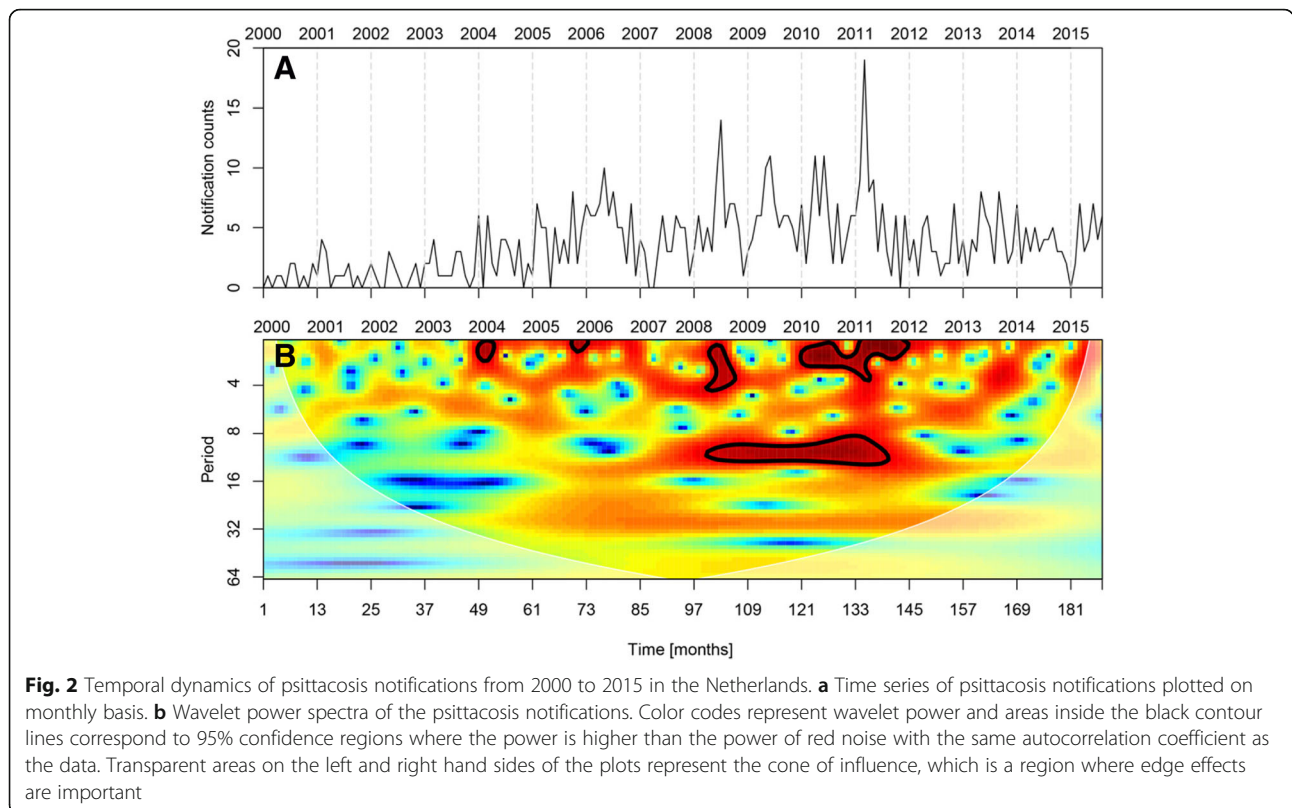 2000 2001 2002 2003 2004 2005 2006 2007 2008 2009 2010 2011 2012 2013 2014 2015
A
20
15
10
5
0
Notification counts
2000 2001 2002 2003 2004 2005 2006 2007 2008 2009 2010 2011 2012 2013 2014 2015
B
4
8
16
32
64
Period
1 13 25 37 49 61 73 85 97 109 121 133 145 157 169 181
Time [months]
Fig. 2 Temporal dynamics of psittacosis notifications from 2000 to 2015 in the Netherlands. a Time series of psittacosis notifications plotted on
monthly basis. b Wavelet power spectra of the psittacosis notifications. Color codes represent wavelet power and areas inside the black contour
lines correspond to 95% confidence regions where the power is higher than the power of red noise with the same autocorrelation coefficient as
the data. Transparent areas on the left and right hand sides of the plots represent the cone of influence, which is a region where edge effects
are important